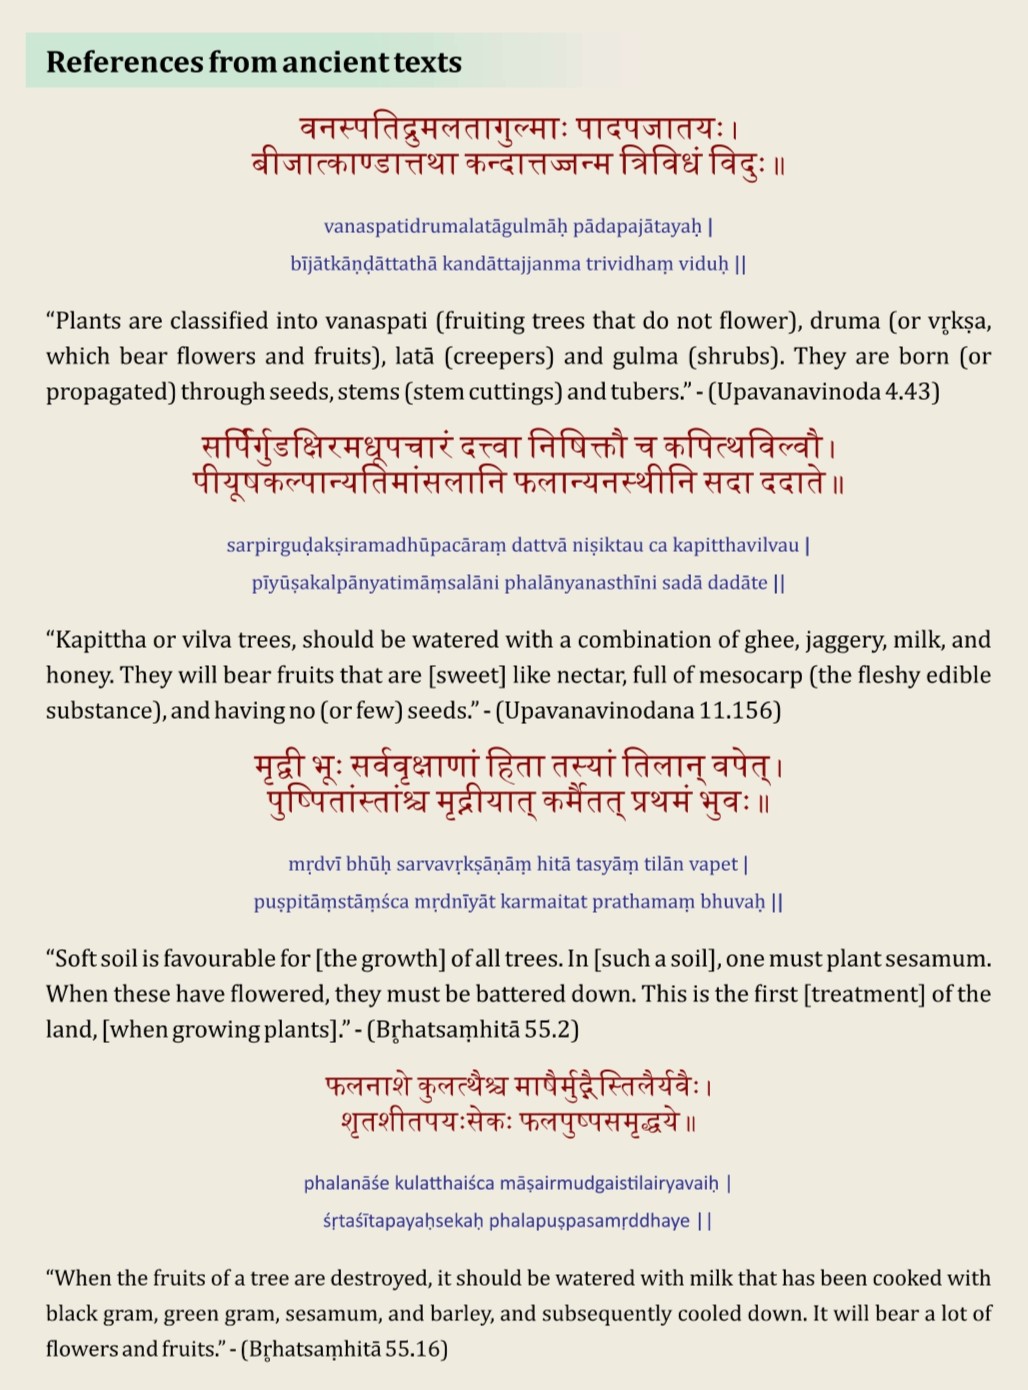 References from ancient texts
वनस्पतिद्रुमलतागुल्माः पादपजातयः।
बीजात्काण्डात्तथा कन्दात्तज्जन्म त्रिविधं विदुः॥
vanaspatidrumalatāgulmāḥ pādapajātayaḥ |
bījātkāṇḍāttathā kandāttajjanma trividhaṃ viduḥ ||
“Plants are classified into vanaspati (fruiting trees that do not flower), druma (or vr̥kṣa,
which bear flowers and fruits), latā (creepers) and gulma (shrubs). They are born (or
propagated) through seeds, stems (stem cuttings) and tubers.” - (Upavanavinoda 4.43)
सर्पिर्गुडक्षिरमधूपचारं दत्त्वा निषिक्तौ च कपित्थविल्वौ।
पीयूषकल्पान्यतिमांसलानि फलान्यनस्थीनि सदा ददाते॥
sarpirguḍakṣiramadhūpacāraṃ dattvā niṣiktau ca kapitthavilvau |
pīyūṣakalpānyatimāṃsalāni phalānyanasthīni sadā dadāte ||
“Kapittha or vilva trees, should be watered with a combination of ghee, jaggery, milk, and
honey. They will bear fruits that are [sweet] like nectar, full of mesocarp (the fleshy edible
substance), and having no (or few) seeds.” - (Upavanavinodana 11.156)
मृद्वी भूः सर्ववृक्षाणां हिता तस्यां तिलान् वपेत्।
पुष्पितांस्तांश्च मृद्नीयात् कर्मैतत् प्रथमं भुवः॥
mṛdvī bhūḥ sarvavṛkṣāṇāṃ hitā tasyāṃ tilān vapet |
puṣpitāṃstāṃśca mṛdnīyāt karmaitat prathamaṃ bhuvaḥ ||
“Soft soil is favourable for [the growth] of all trees. In [such a soil], one must plant sesamum.
When these have flowered, they must be battered down. This is the first [treatment] of the
land, [when growing plants].” - (Br̥hatsaṃhitā 55.2)
फलनाशे कुलत्थैश्च माषैर्मुद्गैस्तिलैर्यवैः।
शृतशीतपयःसेकः फलपुष्पसमृद्धये॥
phalanāśe kulatthaiśca māṣairmudgaistilairyavaiḥ |
śṛtaśītapayaḥsekaḥ phalapuṣpasamṛddhaye ||
“When the fruits of a tree are destroyed, it should be watered with milk that has been cooked with
black gram, green gram, sesamum, and barley, and subsequently cooled down. It will bear a lot of
flowers and fruits.” - (Br̥hatsaṃhitā 55.16)